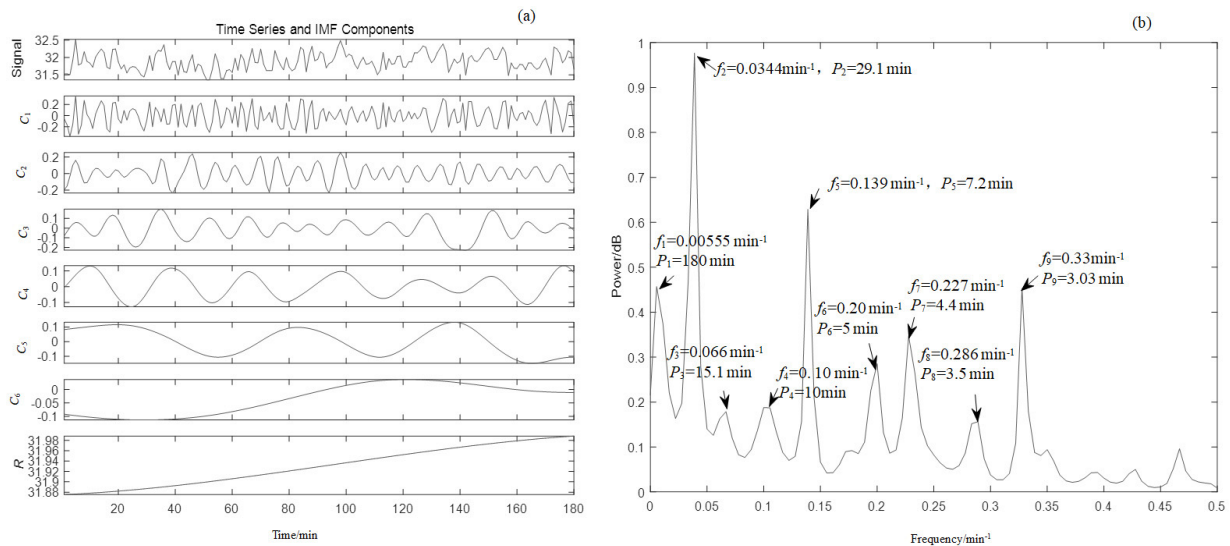 (a)
Time Series and IMF Components
Signal
32.5
32
31.5
C1
0.2
0
-0.2
C2
0.2
0
-0.2
C3
0.1
0
-0.1
-0.2
C4
0.1
0
-0.1
C5
0.1
0
-0.1
C6
-0.05
-0.1
R
31.98
31.96
31.92
31.9
31.88
20
40
60
80
100
120
140
160
180
Time/min
(b)
Power/dB
1
0.9
0.8
0.7
0.6
0.5
0.4
0.3
0.2
0.1
0
f2=0.0344min-1，P2=29.1 min
f5=0.139 min-1，P5=7.2 min
f1=0.00555 min-1
P1=180 min
f9=0.33min-1
P9=3.03 min
f7=0.227 min-1
P7=4.4 min
f6=0.20 min-1
P6=5 min
f8=0.286 min-1
P8=3.5 min
f3=0.066 min-1
P3=15.1 min
f4=0.10 min-1
P4=10min
0
0.05
0.1
0.15
0.2
0.25
0.3
0.35
0.4
0.45
0.5
Frequency/min-1